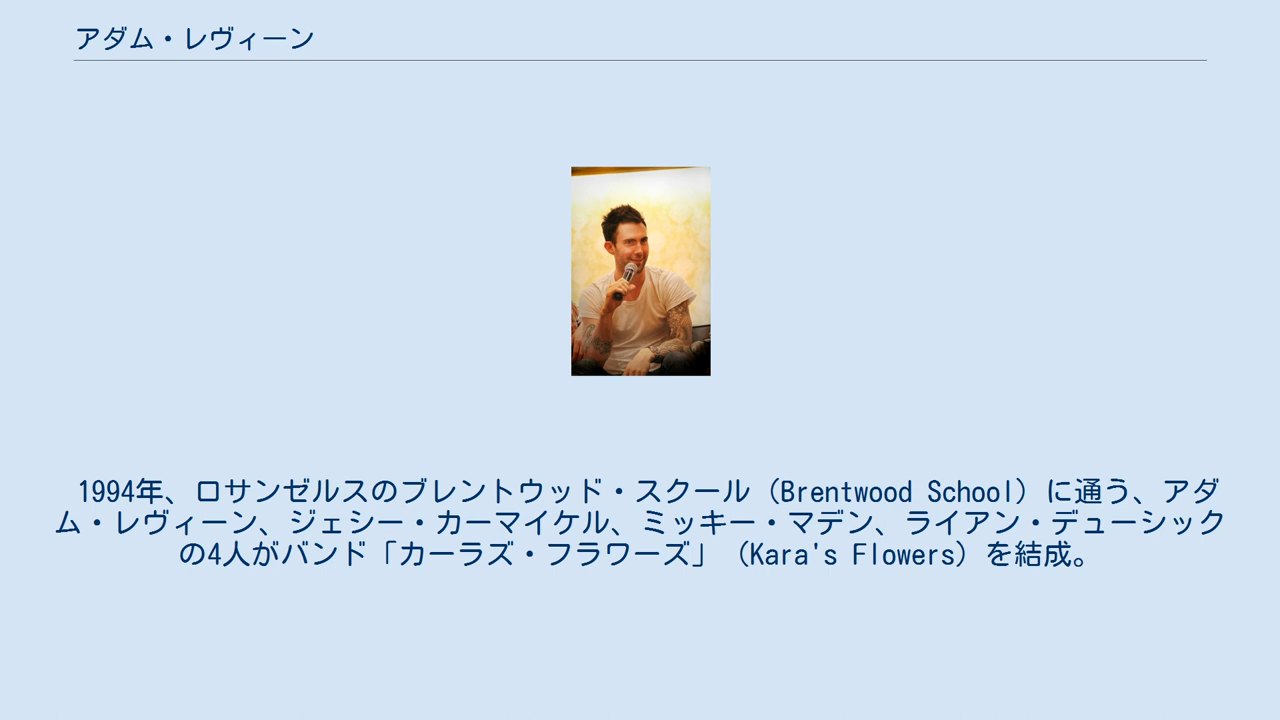 アダム・レヴィーン
1994年、ロサンゼルスのブレントウッド・スクール（Brentwood School）に通う、アダ
ム・レヴィーン、ジェシー・カーマイケル、ミッキー・マデン、ライアン・デューシック
の4人がバンド「カーラズ・フラワーズ」（Kara's Flowers）を結成。